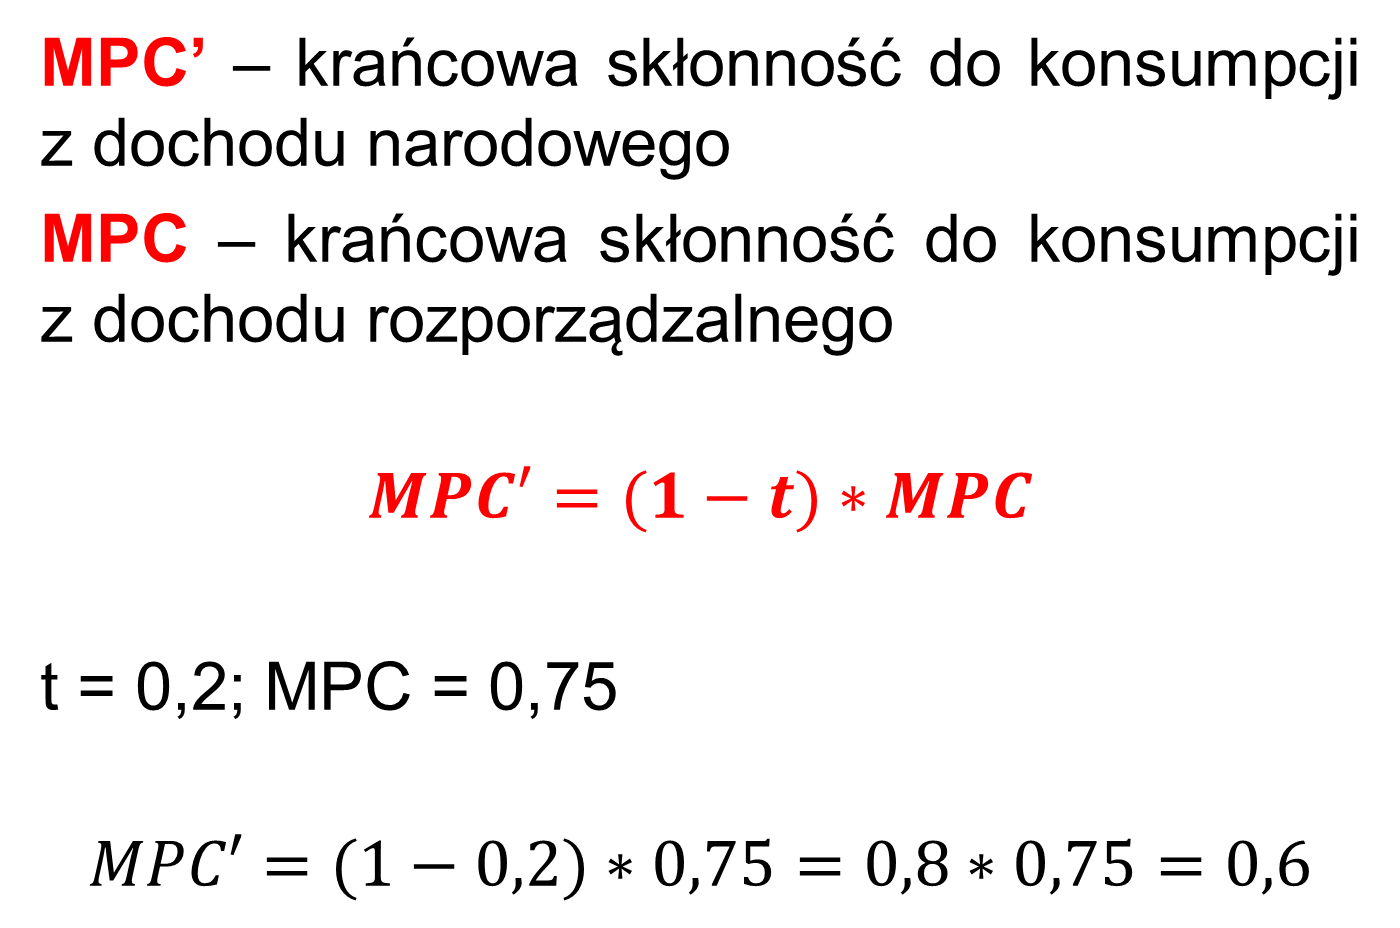 MPC’ – krańcowa skłonność do konsumpcji
z dochodu narodowego
MPC – krańcowa skłonność do konsumpcji
z dochodu rozporządzalnego
MPC′ = (1 − t) ∗ MPC
t = 0,2; MPC = 0,75
MPC′ = (1 − 0,2) ∗ 0,75 = 0,8 ∗ 0,75 = 0,6